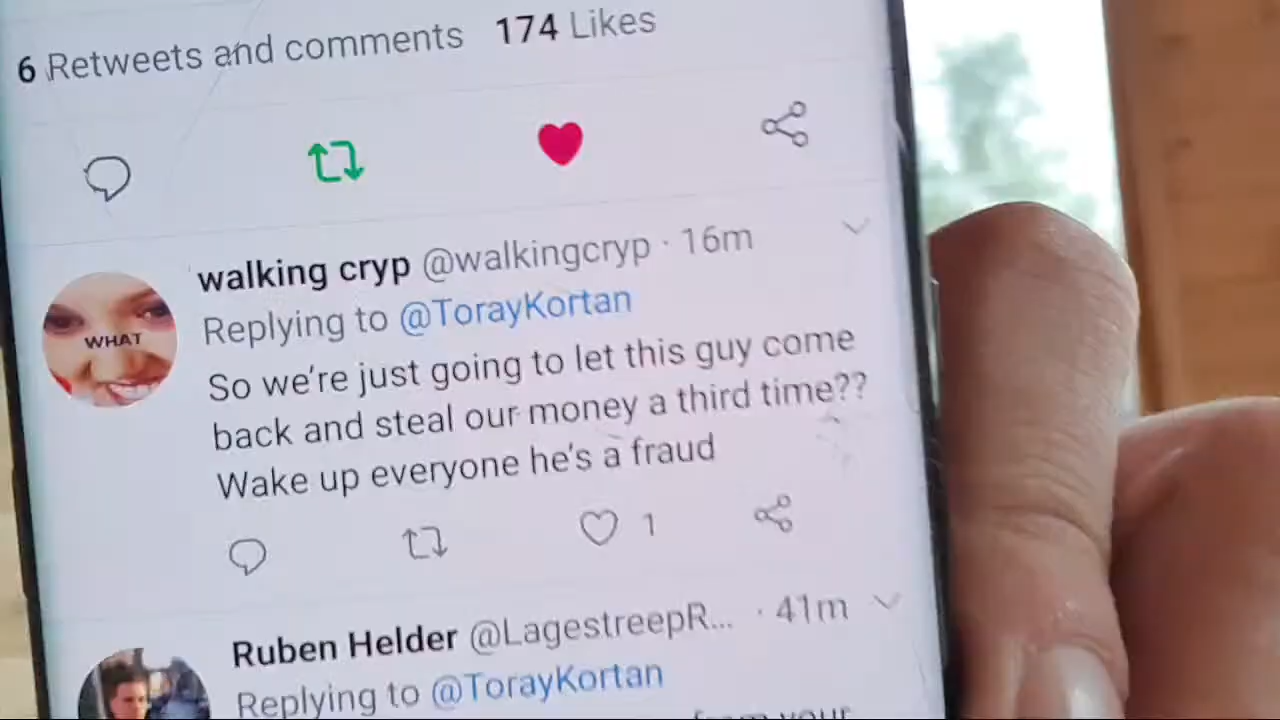 6 Retweets and comments 174 Likes
walking cryp @walkingcryp · 16m
WHAT
Replying to @TorayKortan
So we're just going to let this guy come
back and steal our money a third time??
Wake up everyone he's a fraud
1
Ruben Helder @LagestreepR... · 41m
Replying to @TorayKortan
from your